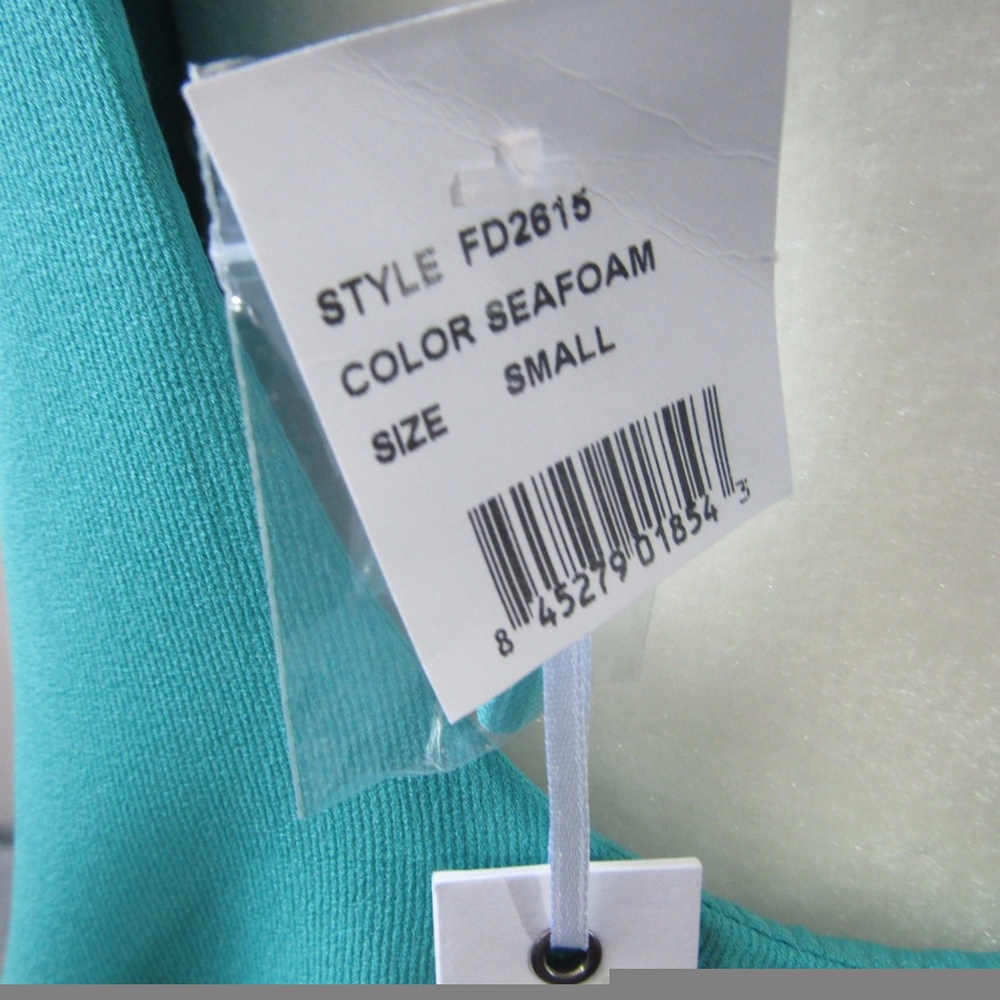 STYLE FD2615
COLOR SEAFOAM
SIZE SMALL
8 45279 01854 3